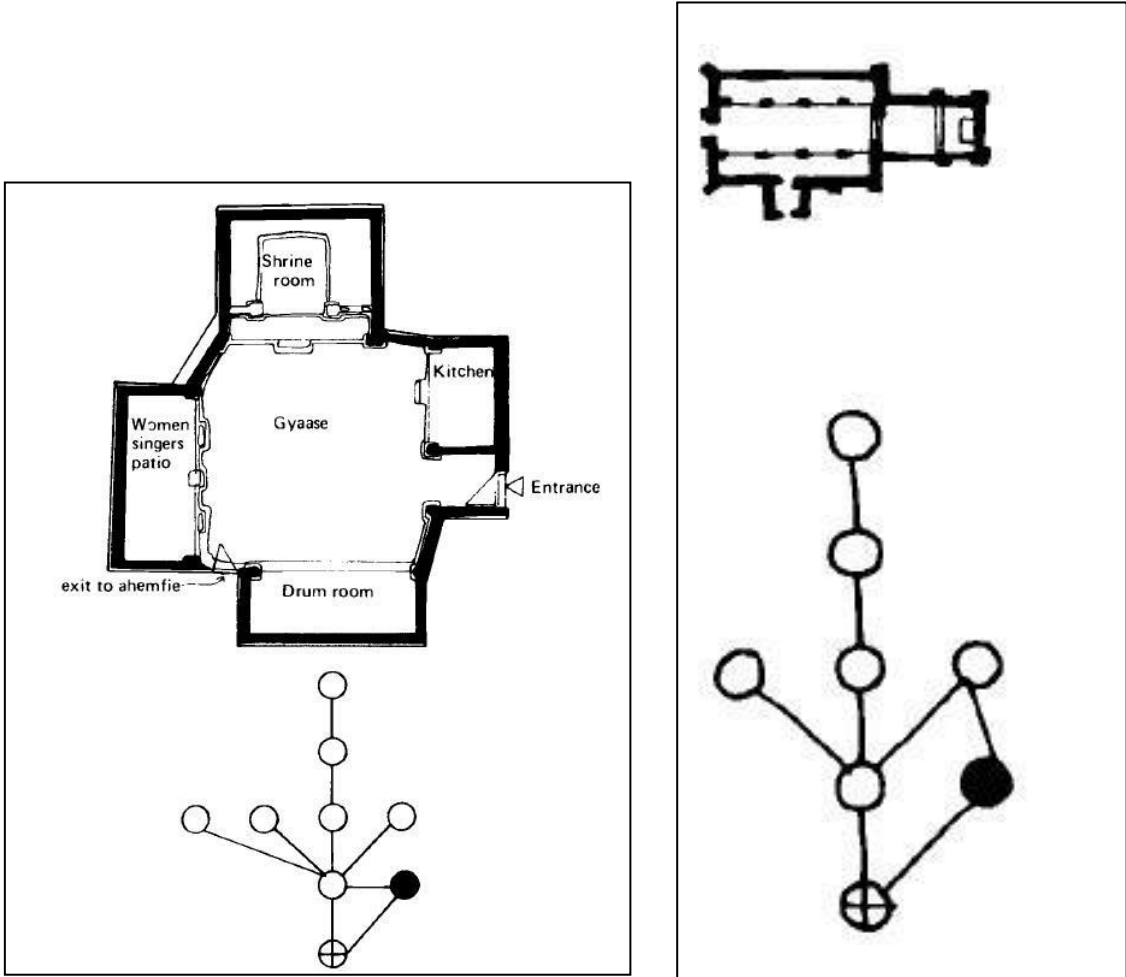 Shrine
room
Kitchen
Women
singers
patio
Gyaase
Entrance
exit to ahemfie
Drum room